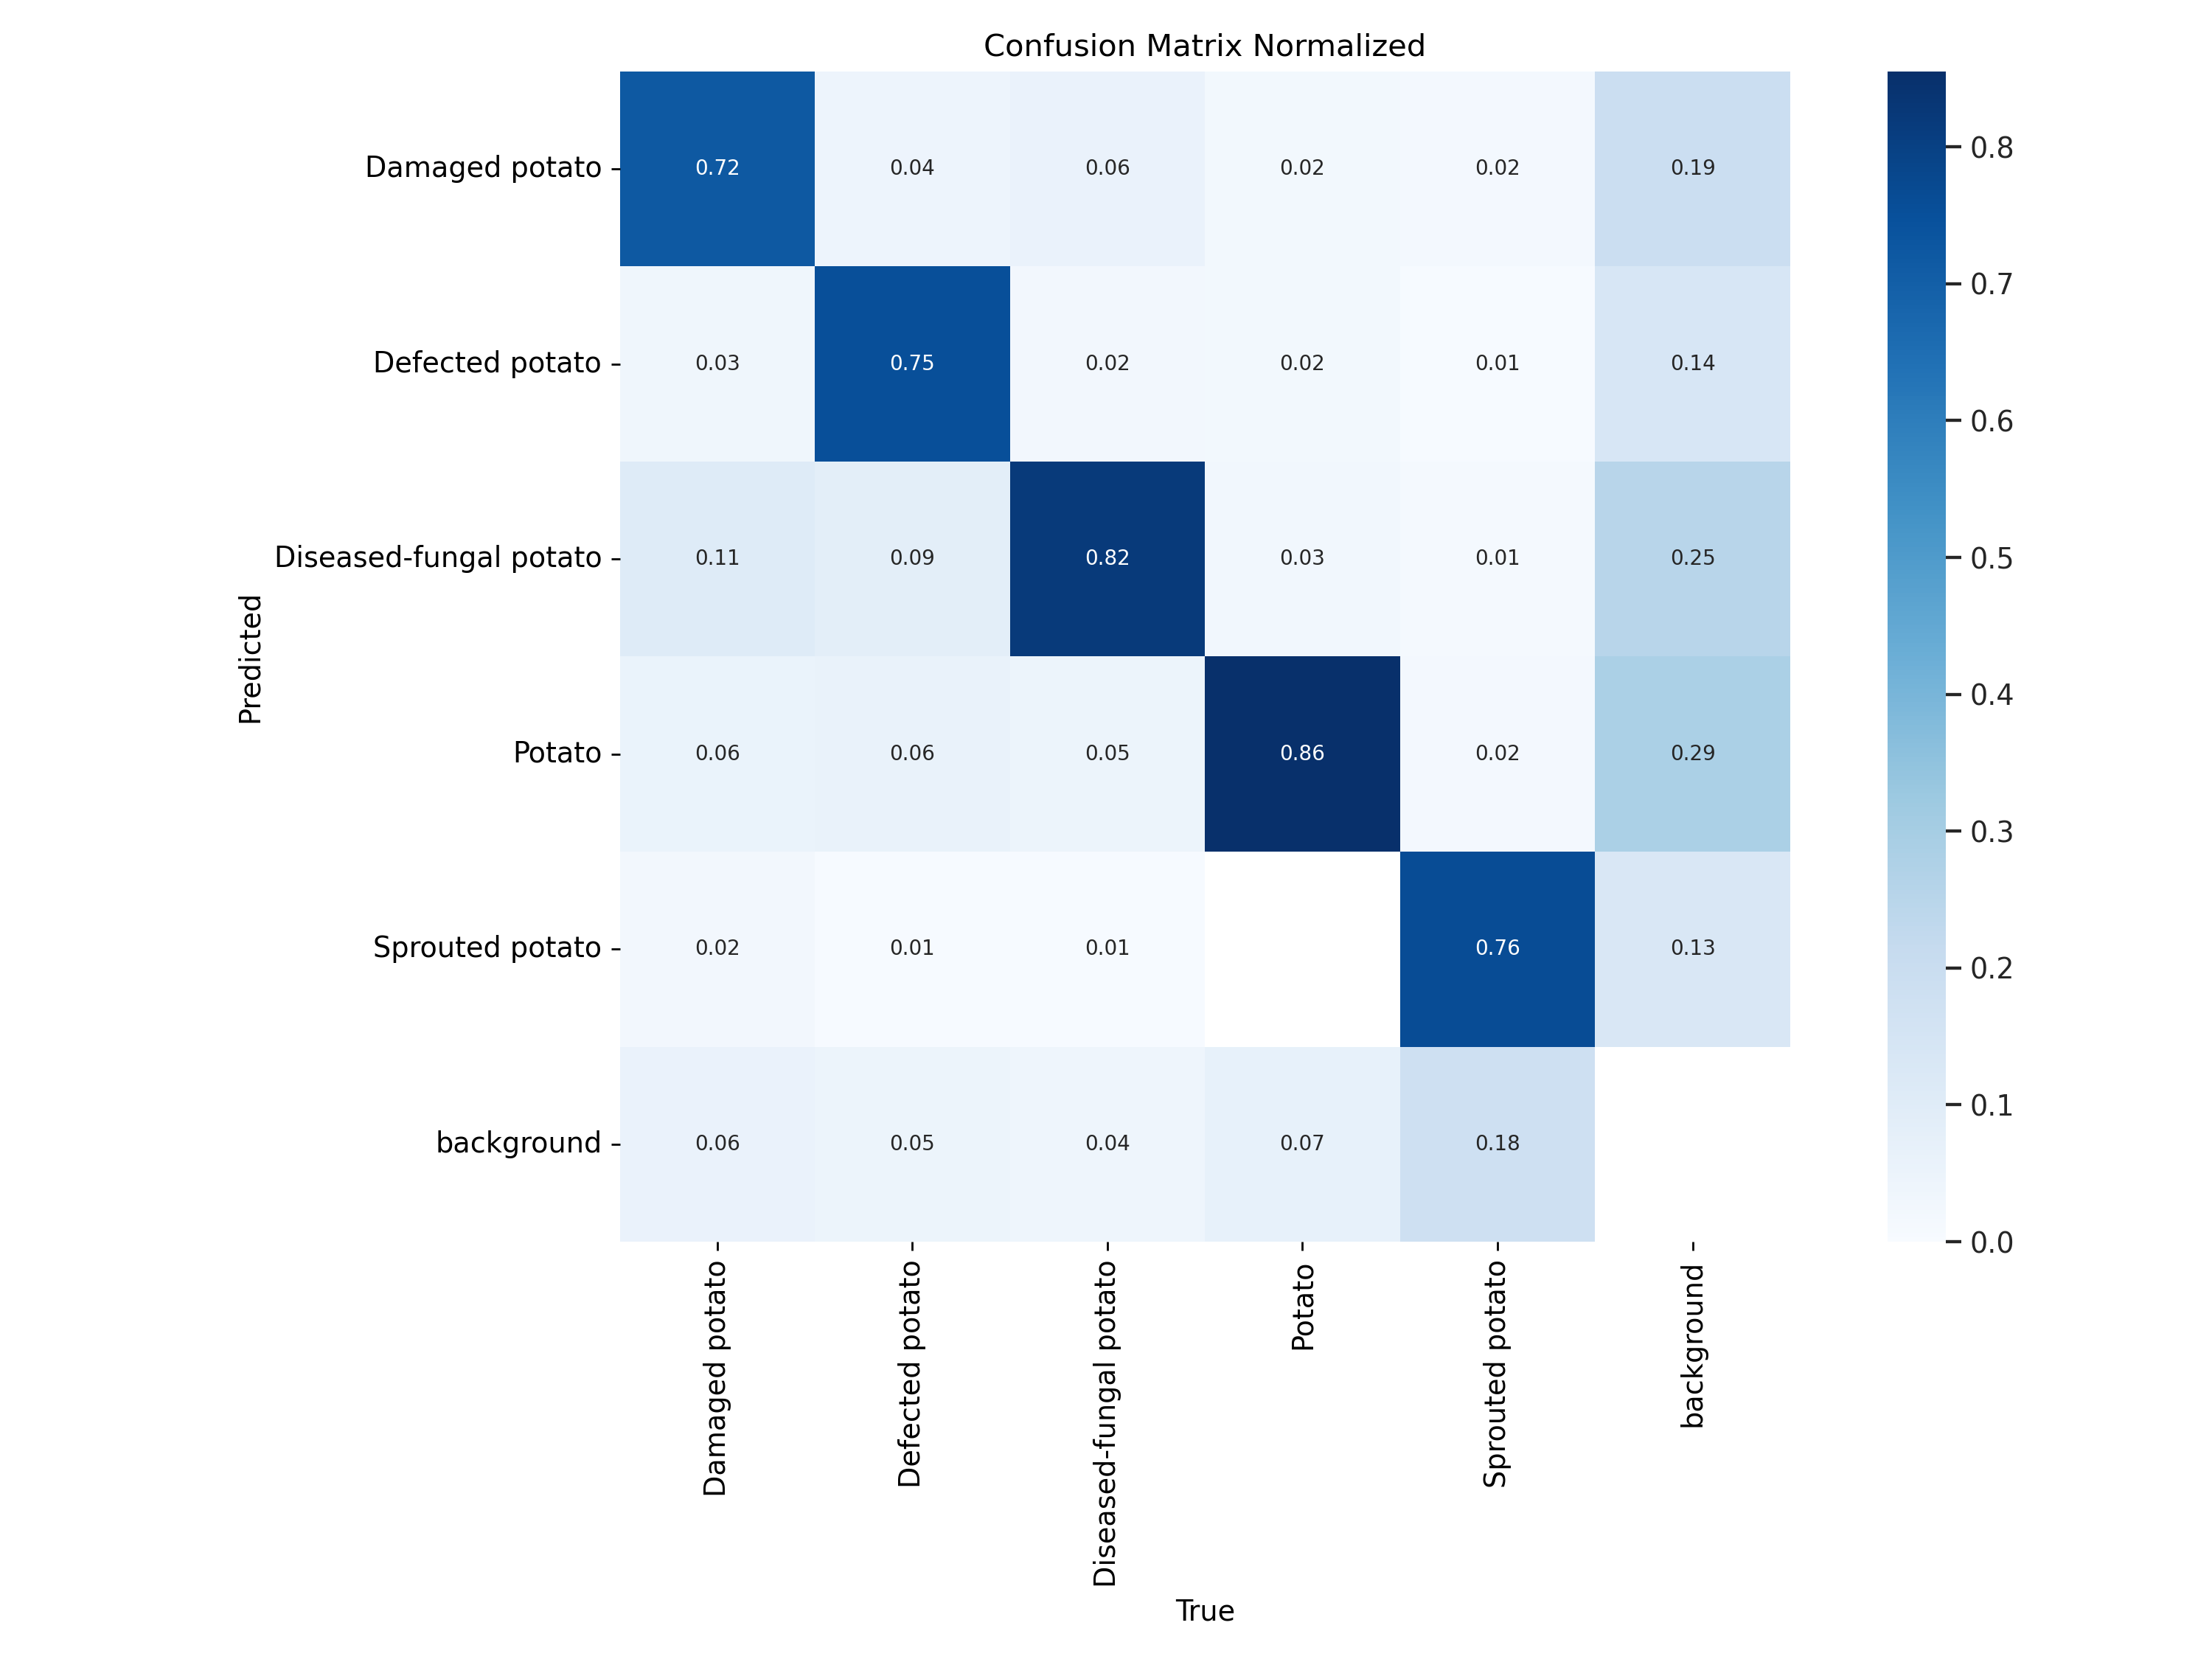 Confusion Matrix Normalized
Damaged potato 0.72 0.04 0.06 0.02 0.02 0.19
Defected potato 0.03 0.75 0.02 0.02 0.01 0.14
Diseased-fungal potato 0.11 0.09 0.82 0.03 0.01 0.25
Potato 0.06 0.06 0.05 0.86 0.02 0.29
Sprouted potato 0.02 0.01 0.01 0.76 0.13
background 0.06 0.05 0.04 0.07 0.18
Predicted
Damaged potato
Defected potato
Diseased-fungal potato
Potato
Sprouted potato
background
True
0.8
0.7
0.6
0.5
0.4
0.3
0.2
0.1
0.0